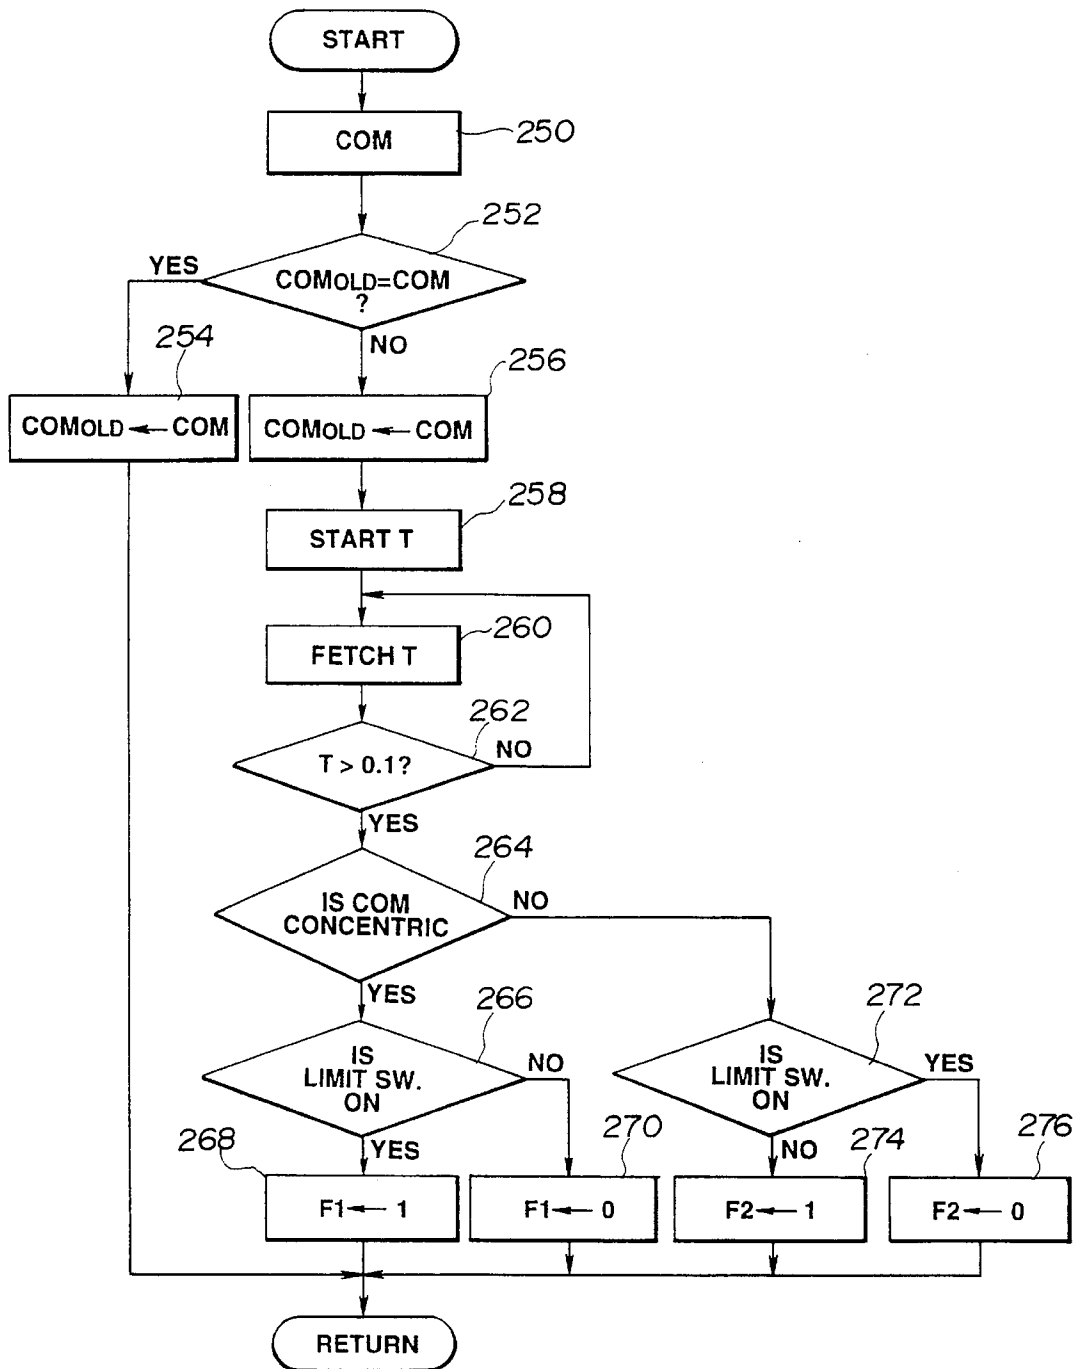 START
COM
250
252
YES
COMOLD=COM
?
NO
254
256
COMOLD ← COM
COMOLD ← COM
258
START T
260
FETCH T
262
T > 0.1?
NO
YES
264
IS COM
CONCENTRIC
NO
YES
266
272
IS
LIMIT SW.
ON
NO
IS
LIMIT SW.
ON
YES
268
YES
270
NO
274
276
F1 ← 1
F1 ← 0
F2 ← 1
F2 ← 0
RETURN